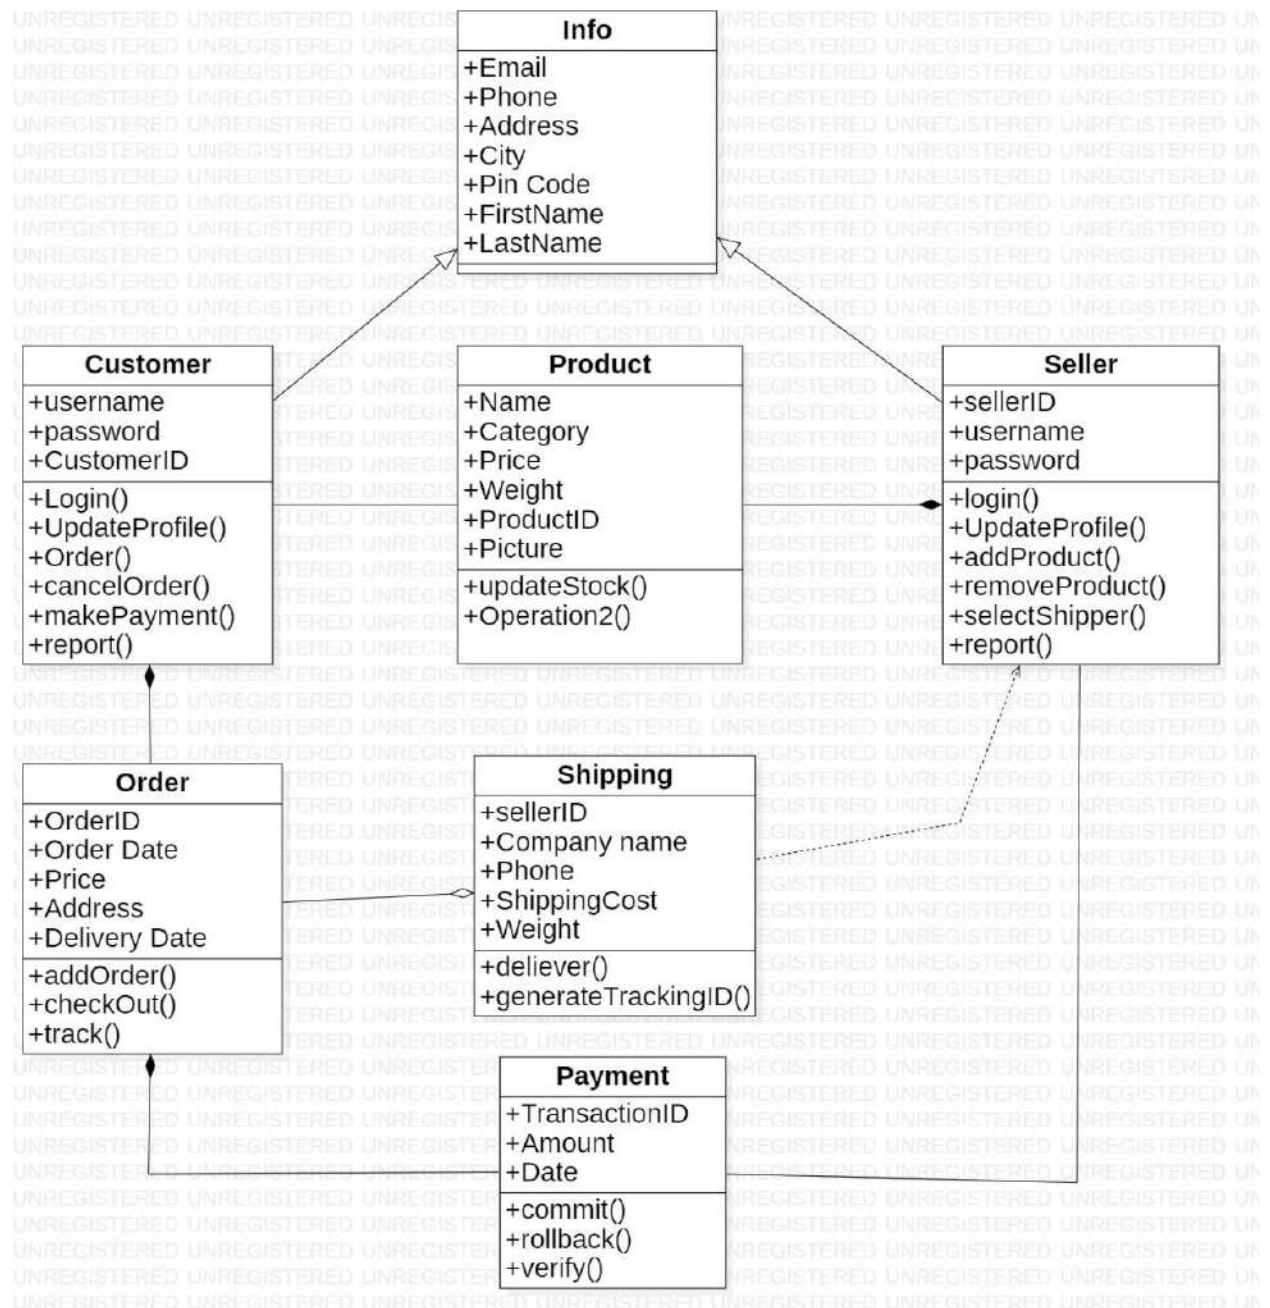 Info
+Email
+Phone
+Address
+City
+Pin Code
+FirstName
+LastName
Customer
+username
+password
+CustomerID
+Login()
+UpdateProfile()
+Order()
+cancelOrder()
+makePayment()
+report()
Product
+Name
+Category
+Price
+Weight
+ProductID
+Picture
+updateStock()
+Operation2()
Seller
+sellerID
+username
+password
+login()
+UpdateProfile()
+addProduct()
+removeProduct()
+selectShipper()
+report()
Order
+OrderID
+Order Date
+Price
+Address
+Delivery Date
+addOrder()
+checkOut()
+track()
Shipping
+sellerID
+Company name
+Phone
+ShippingCost
+Weight
+deliever()
+generateTrackingID()
Payment
+TransactionID
+Amount
+Date
+commit()
+rollback()
+verify()
UNREGISTERED